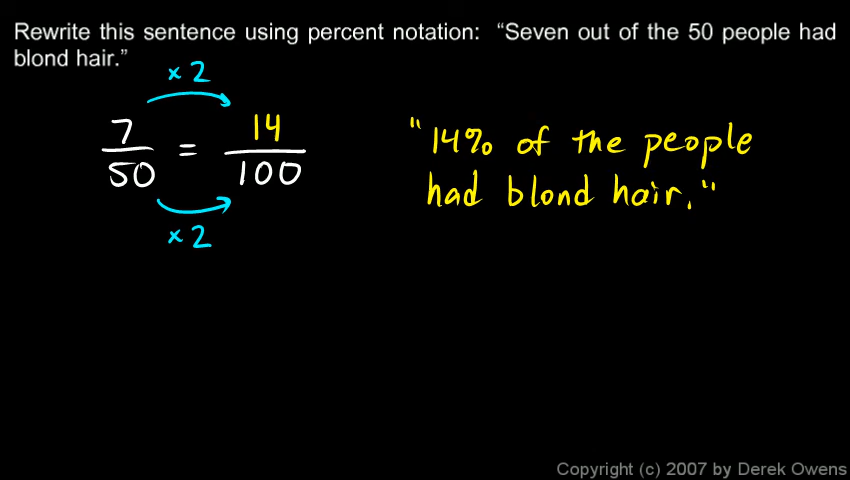 Rewrite this sentence using percent notation:  “Seven out of the 50 people had
blond hair.”
× 2
7/50 = 14/100
× 2
"14% of the people
had blond hair."
Copyright (c) 2007 by Derek Owens